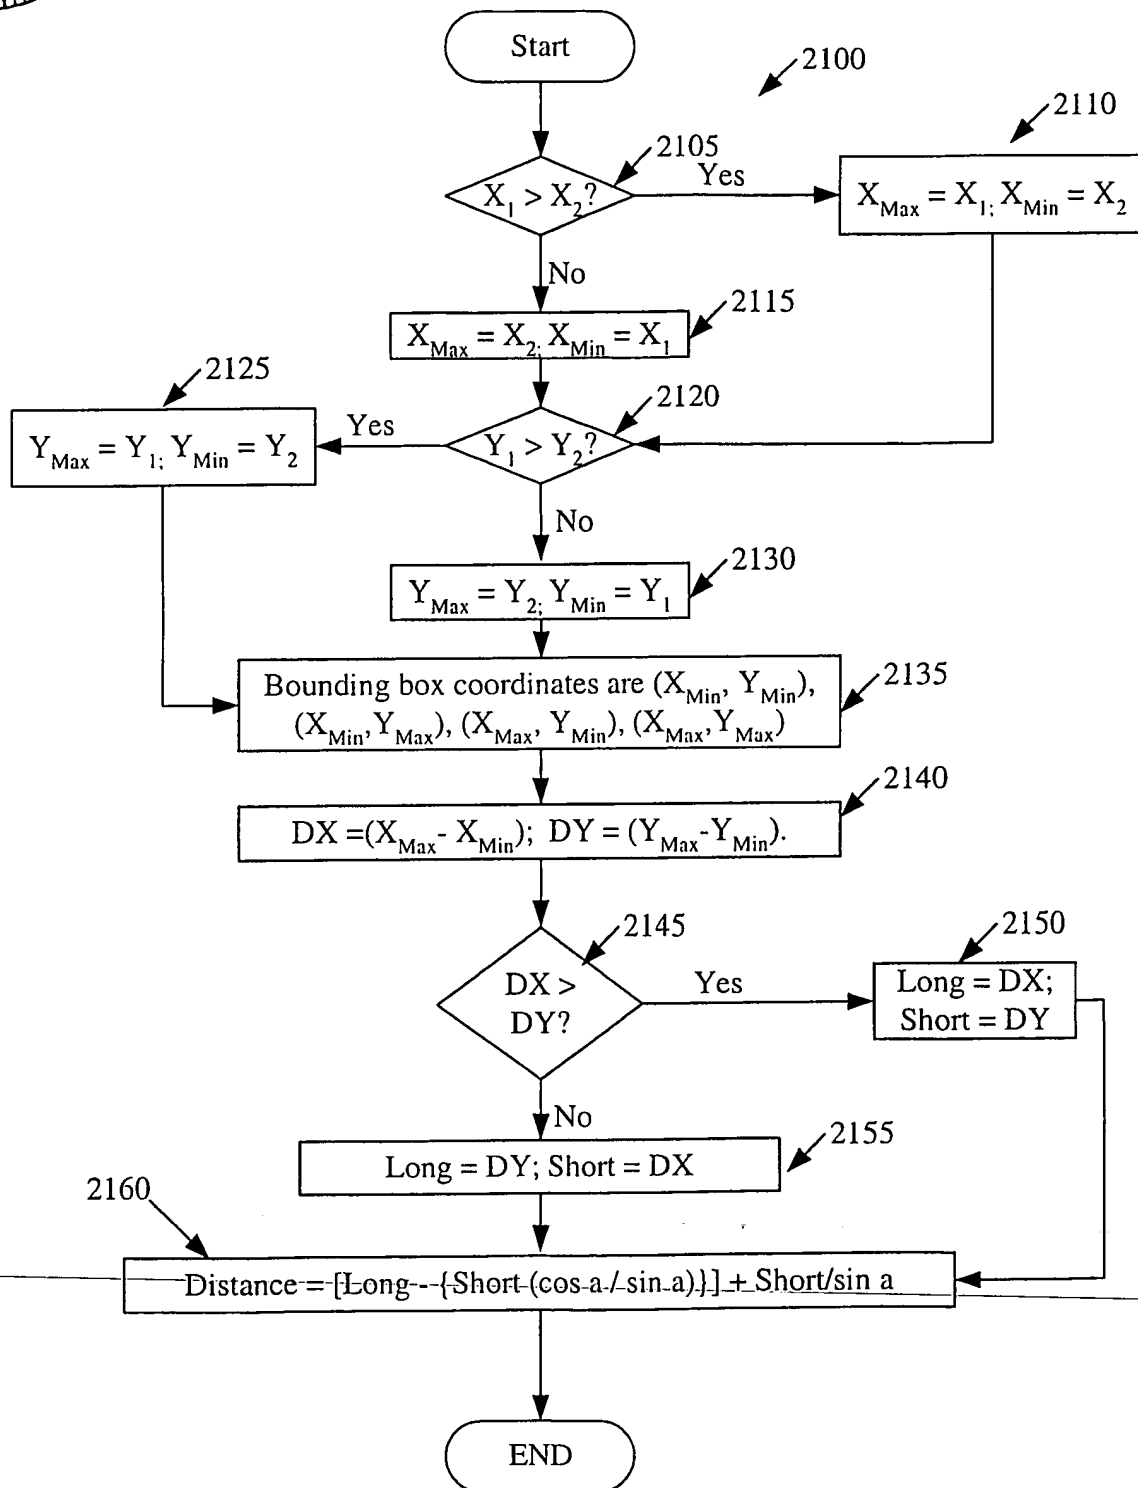 Start
2100
2110
2105
X1 > X2?
Yes
XMax = X1; XMin = X2
No
2115
XMax = X2; XMin = X1
2125
2120
YMax = Y1; YMin = Y2
Yes
Y1 > Y2?
No
2130
YMax = Y2; YMin = Y1
2135
Bounding box coordinates are (XMin, YMin),
(XMin,YMax), (XMax, YMin), (XMax,YMax)
2140
DX =(XMax- XMin); DY = (YMax-YMin).
2145
2150
DX >
DY?
Yes
Long = DX;
Short = DY
No
2155
Long = DY; Short = DX
2160
Distance = [Long - {Short (cos a / sin a)}] + Short/sin a
END